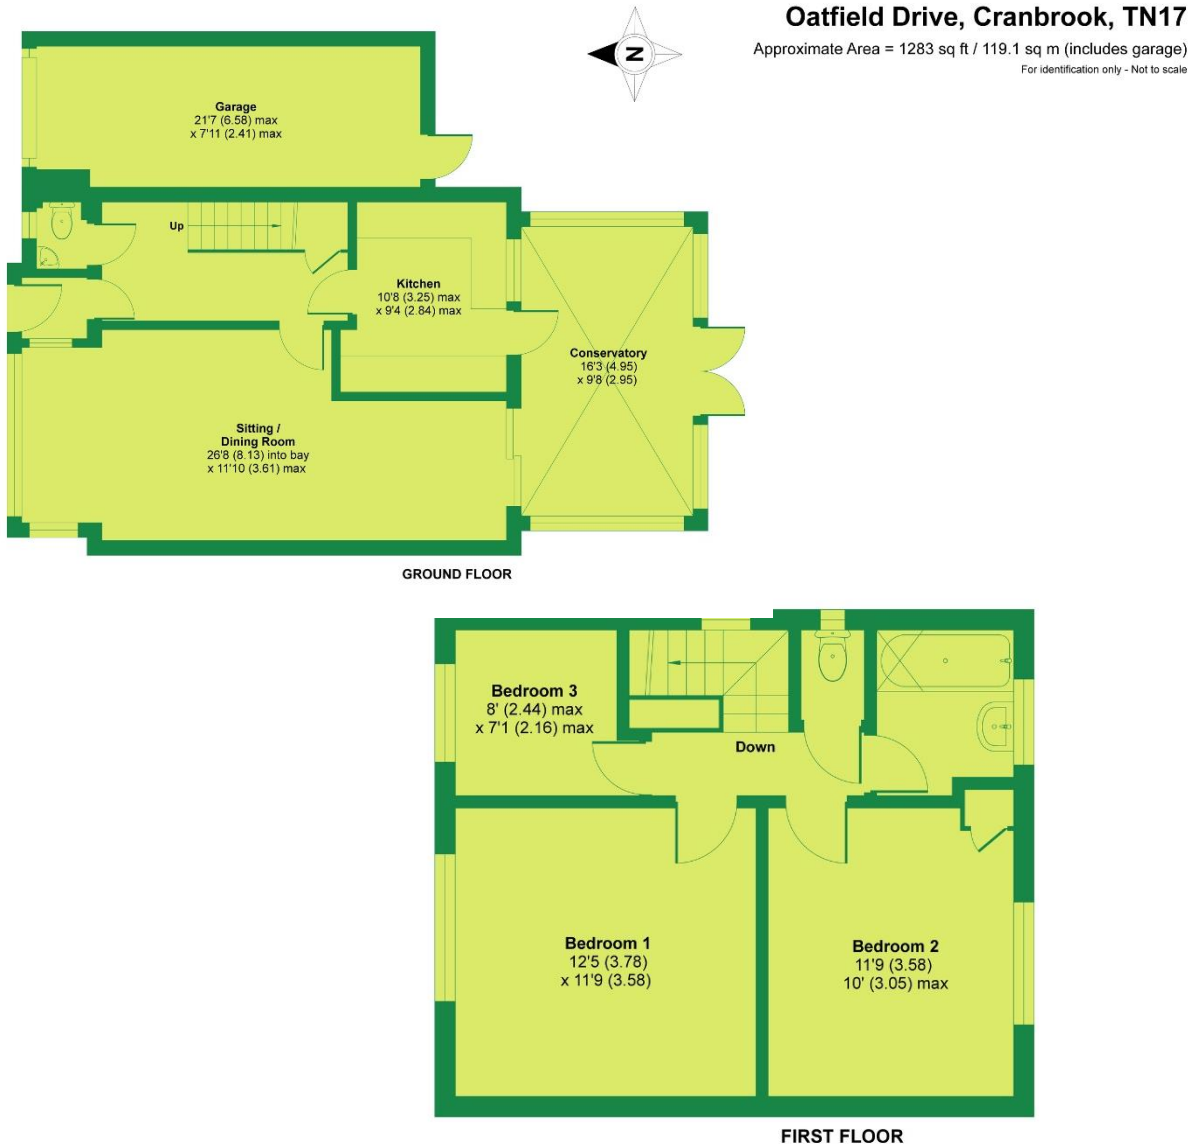 Oatfield Drive, Cranbrook, TN17
Approximate Area = 1283 sq ft / 119.1 sq m (includes garage)
For identification only - Not to scale
N
Garage
21'7 (6.58) max
x 7'11 (2.41) max
Up
Kitchen
10'8 (3.25) max
x 9'4 (2.84) max
Conservatory
16'3 (4.95)
x 9'8 (2.95)
Sitting /
Dining Room
26'8 (8.13) into bay
x 11'10 (3.61) max
GROUND FLOOR
Bedroom 3
8' (2.44) max
x 7'1 (2.16) max
Down
Bedroom 1
12'5 (3.78)
x 11'9 (3.58)
Bedroom 2
11'9 (3.58)
10' (3.05) max
FIRST FLOOR